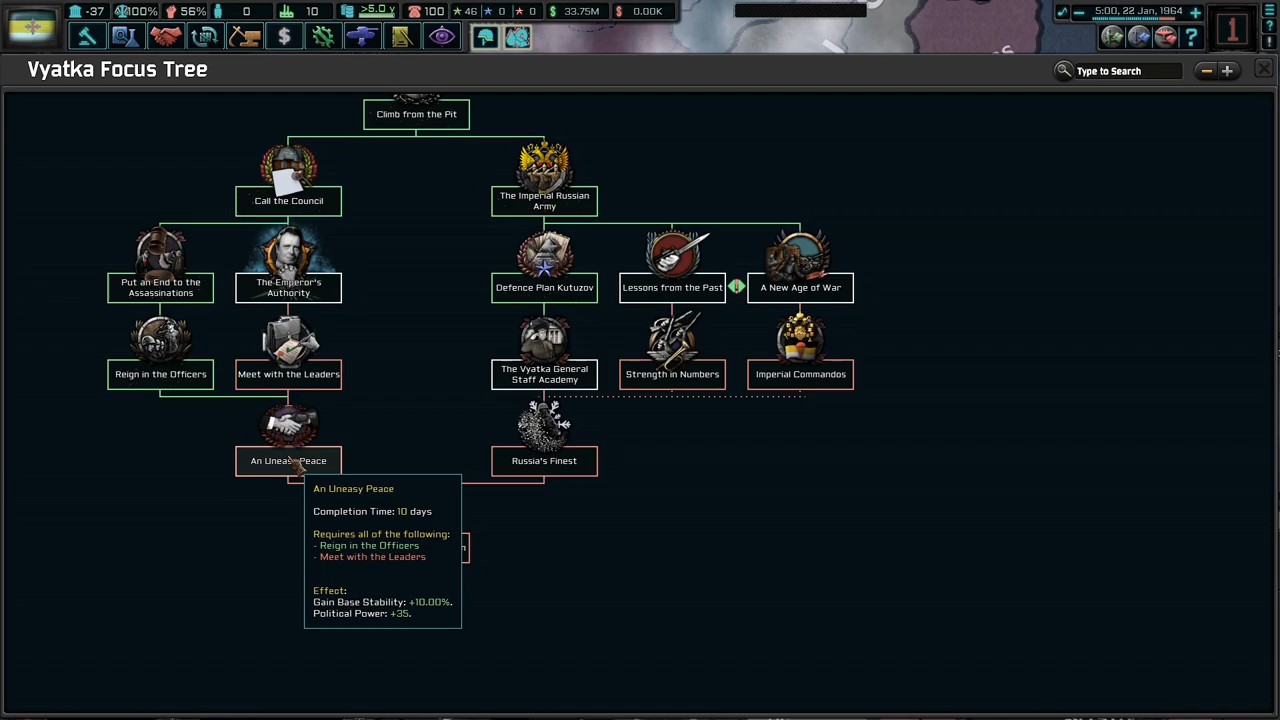 -37 100% 56% 0 10 >5.0 y 100 46 0 0 33.75M 0.00K 5:00, 22 Jan, 1964
Vyatka Focus Tree
Type to Search
Climb from the Pit
Call the Council
The Imperial Russian
Army
Put an End to the
Assassinations
The Emperor's
Authority
Defence Plan Kutuzov
Lessons from the Past
A New Age of War
Reign in the Officers
Meet with the Leaders
The Vyatka General
Staff Academy
Strength in Numbers
Imperial Commandos
An Uneasy Peace
Russia's Finest
An Uneasy Peace
Completion Time: 10 days
Requires all of the following:
- Reign in the Officers
- Meet with the Leaders
Effect:
Gain Base Stability: +10.00%.
Political Power: +35.